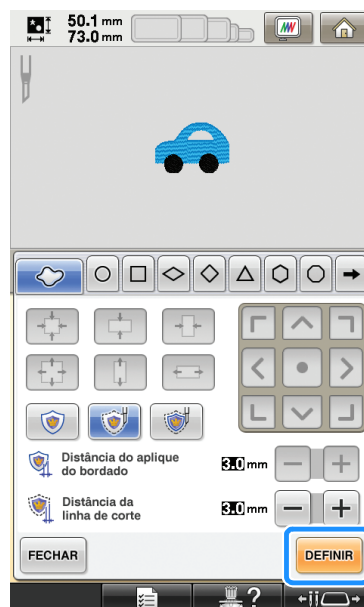 50.1 mm
73.0 mm
Distância do aplique
do bordado
3.0 mm
Distância da
linha de corte
3.0 mm
FECHAR
DEFINIR
?